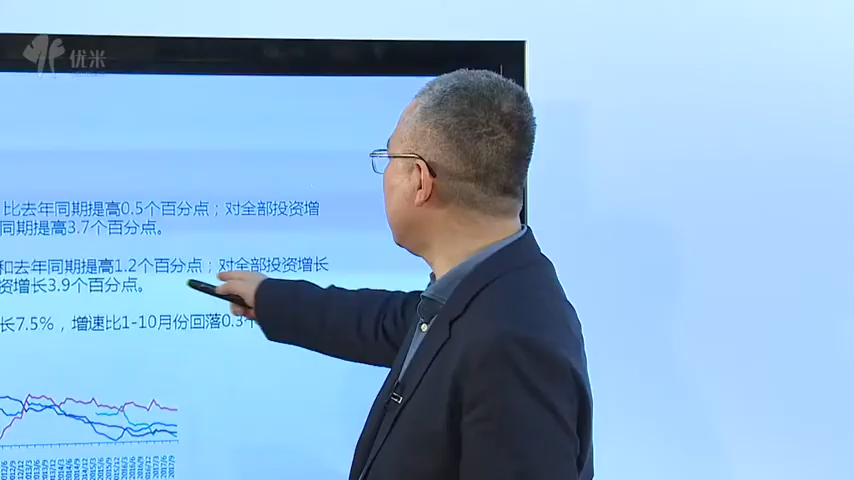 优米
比去年同期提高0.5个百分点；对全部投资增
同期提高3.7个百分点。
和去年同期提高1.2个百分点；对全部投资增长
资增长3.9个百分点。
长7.5%，增速比1-10月份回落0.3个